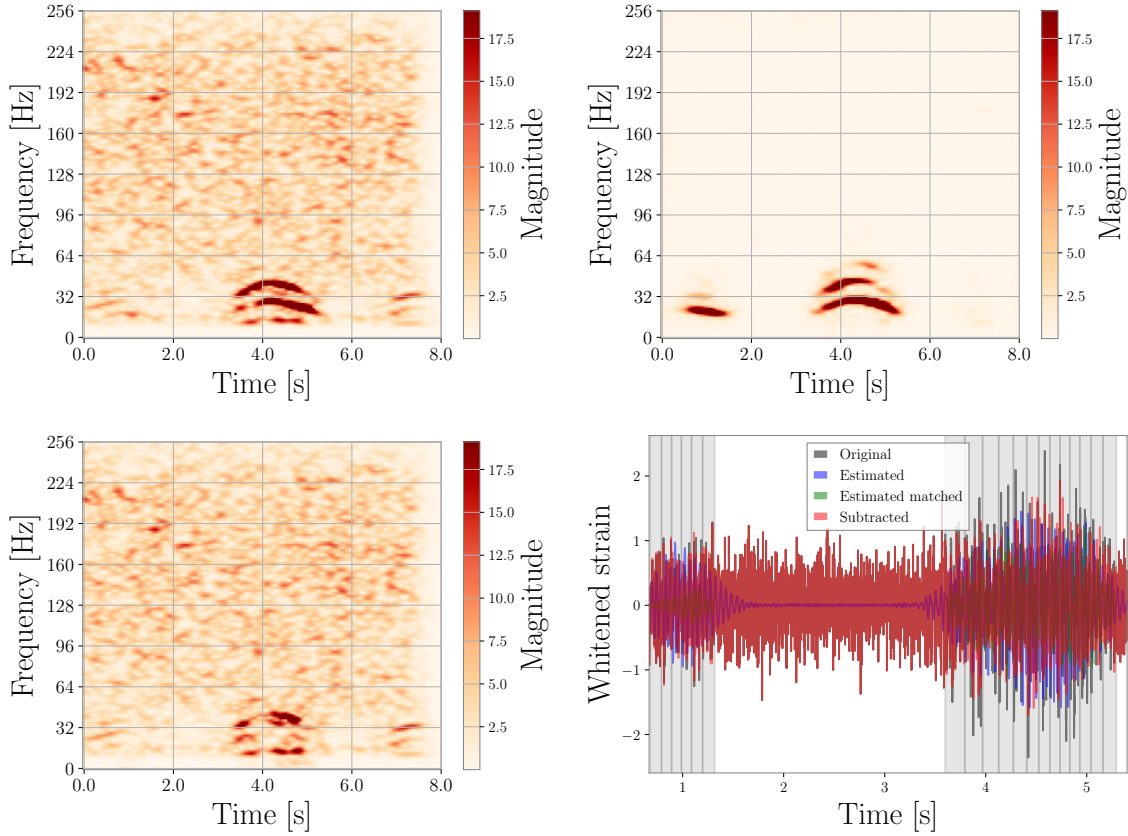 256
224
192
160
128
96
64
32
0
Frequency [Hz]
0.0 2.0 4.0 6.0 8.0
Time [s]
17.5
15.0
12.5
10.0
7.5
5.0
2.5
Magnitude
256
224
192
160
128
96
64
32
0
Frequency [Hz]
0.0 2.0 4.0 6.0 8.0
Time [s]
17.5
15.0
12.5
10.0
7.5
5.0
2.5
Magnitude
256
224
192
160
128
96
64
32
0
Frequency [Hz]
0.0 2.0 4.0 6.0 8.0
Time [s]
17.5
15.0
12.5
10.0
7.5
5.0
2.5
Magnitude
Original
Estimated
Estimated matched
Subtracted
2
1
0
−1
−2
Whitened strain
1 2 3 4 5
Time [s]